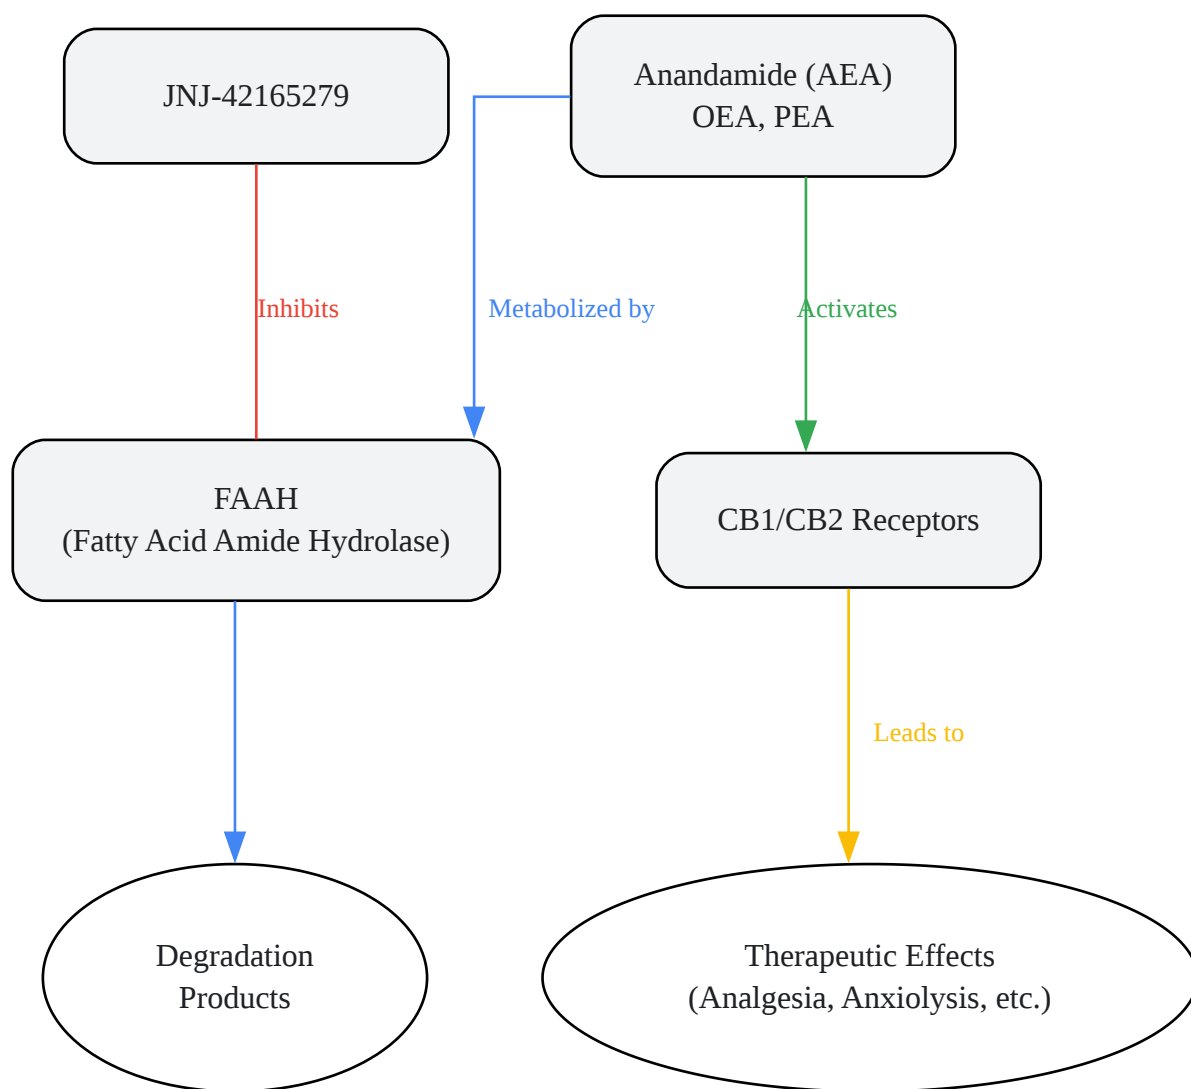 JNJ-42165279
Anandamide (AEA)
OEA, PEA
Inhibits
Metabolized by
Activates
FAAH
(Fatty Acid Amide Hydrolase)
CB1/CB2 Receptors
Leads to
Degradation
Products
Therapeutic Effects
(Analgesia, Anxiolysis, etc.)